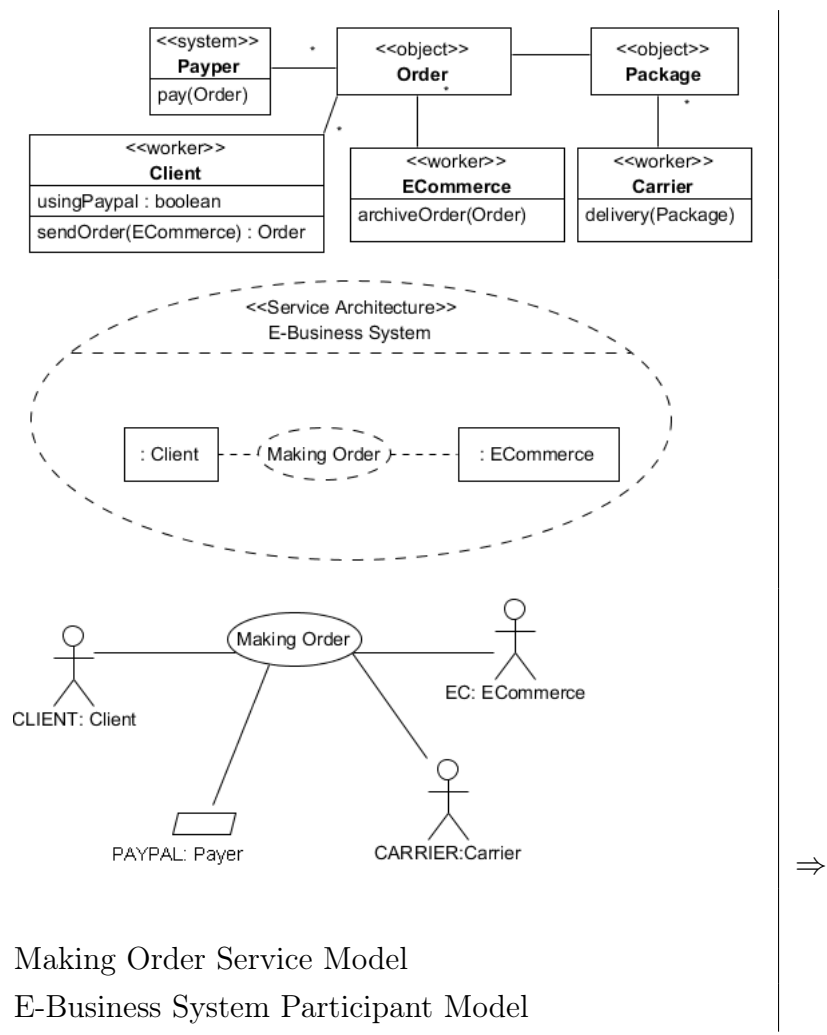 <<system>>
Payper
pay(Order)
*
<<object>>
Order
*
<<object>>
Package
*
*
<<worker>>
Client
usingPaypal : boolean
sendOrder(ECommerce) : Order
<<worker>>
ECommerce
archiveOrder(Order)
<<worker>>
Carrier
delivery(Package)
<<Service Architecture>>
E-Business System
: Client
Making Order
: ECommerce
Making Order
CLIENT: Client
EC: ECommerce
PAYPAL: Payer
CARRIER:Carrier
⇒
Making Order Service Model
E-Business System Participant Model